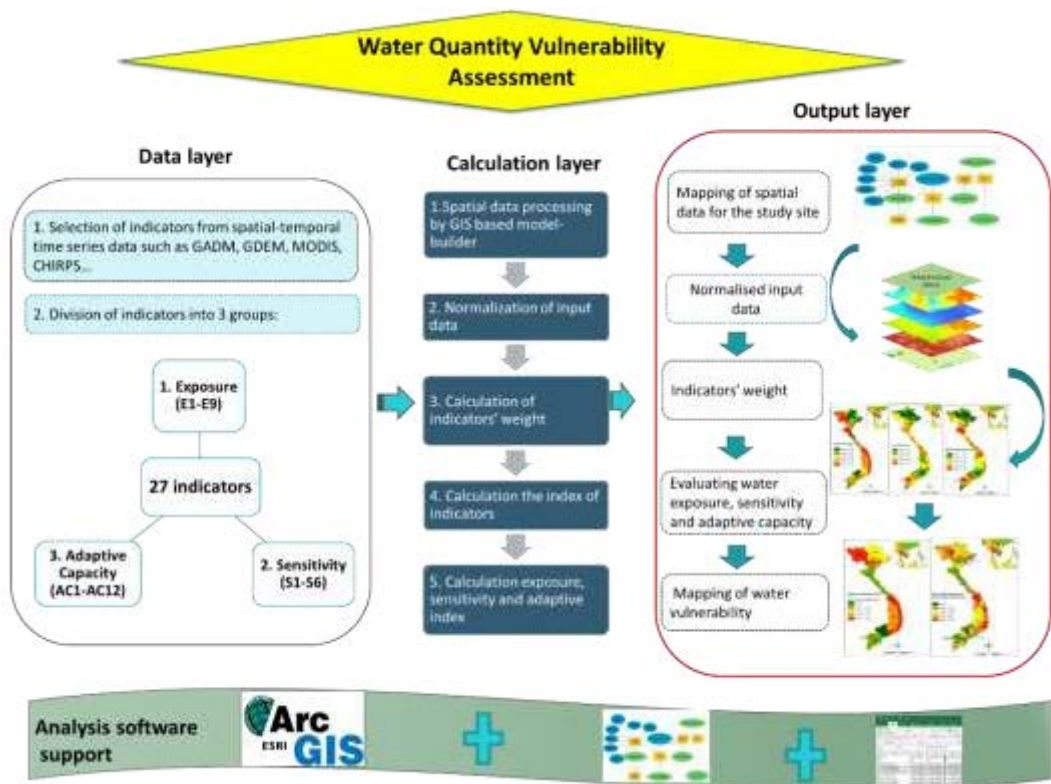 Water Quantity Vulnerability
Assessment
Data layer
1. Selection of indicators from spatial-temporal
time series data such as GADM, GDEM, MODIS,
CHIRPS...
2. Division of indicators into 3 groups:
1. Exposure
(E1-E9)
27 indicators
3. Adaptive
Capacity
(AC1-AC12)
2. Sensitivity
(S1-S6)
Calculation layer
1.Spatial data processing
by GIS based model-
builder
2. Normalization of input
data
3. Calculation of
indicators' weight
4. Calculation the index of
indicators
5. Calculation exposure,
sensitivity and adaptive
index
Output layer
Mapping of spatial
data for the study site
Normalised input
data
Indicators' weight
Evaluating water
exposure, sensitivity
and adaptive capacity
Mapping of water
vulnerability
Analysis software
support
Arc
ESRI
GIS